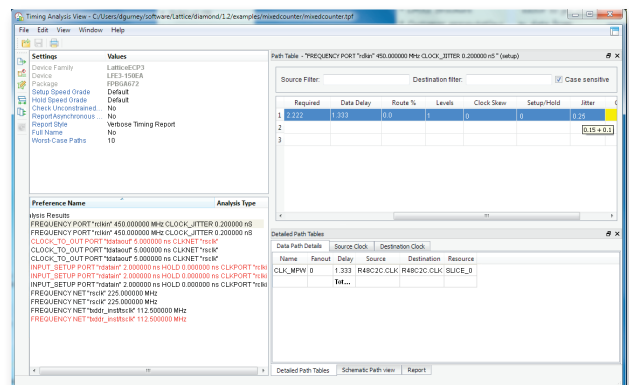 Timing Analysis View - C:/Users/dgurney/software/Lattice/diamond/1.2/examples/mixedcounter/mixedcounter.tpf
File Edit View Window Help
Settings Values
Device Family LatticeECP3
Device LFE3-150EA
Package FPBGA672
Setup Speed Grade Default
Hold Speed Grade Default
Check Unconstrained... No
Report Asynchronous ... No
Report Style Verbose Timing Report
Full Name No
Worst-Case Paths 10
Path Table - "FREQUENCY PORT "rdkin" 450.000000 MHz CLOCK_JITTER 0.200000 nS " (setup)
Source Filter: Destination filter: Case sensitive
Required Data Delay Route % Levels Clock Skew Setup/Hold Jitter
1 2.222 1.333 0.0 1 0 0 0.25
2 0.15 + 0.1
3
Preference Name Analysis Type
lysis Results
FREQUENCY PORT "rclkin" 450.000000 MHz CLOCK_JITTER 0.200000 nS
FREQUENCY PORT "rclkin" 450.000000 MHz CLOCK_JITTER 0.200000 nS
CLOCK_TO_OUT PORT "tdataout" 5.000000 ns CLKNET "rsclk"
CLOCK_TO_OUT PORT "tdataout" 5.000000 ns CLKNET "rsclk"
CLOCK_TO_OUT PORT "tdataout" 5.000000 ns CLKNET "rsclk"
INPUT_SETUP PORT "rdatain" 2.000000 ns HOLD 0.000000 ns CLKPORT "rclki
INPUT_SETUP PORT "rdatain" 2.000000 ns HOLD 0.000000 ns CLKPORT "rclki
INPUT_SETUP PORT "rdatain" 2.000000 ns HOLD 0.000000 ns CLKPORT "rclki
FREQUENCY NET "rsclk" 225.000000 MHz
FREQUENCY NET "rsclk" 225.000000 MHz
FREQUENCY NET "txddr_inst/tsclk" 112.500000 MHz
FREQUENCY NET "txddr_inst/tsclk" 112.500000 MHz
Detailed Path Tables
Data Path Details Source Clock Destination Clock
Name Fanout Delay Source Destination Resource
CLK_MPW 0 1.333 R48C2C.CLK R48C2C.CLK SLICE_0
Tot...
Detailed Path Tables Schematic Path view Report